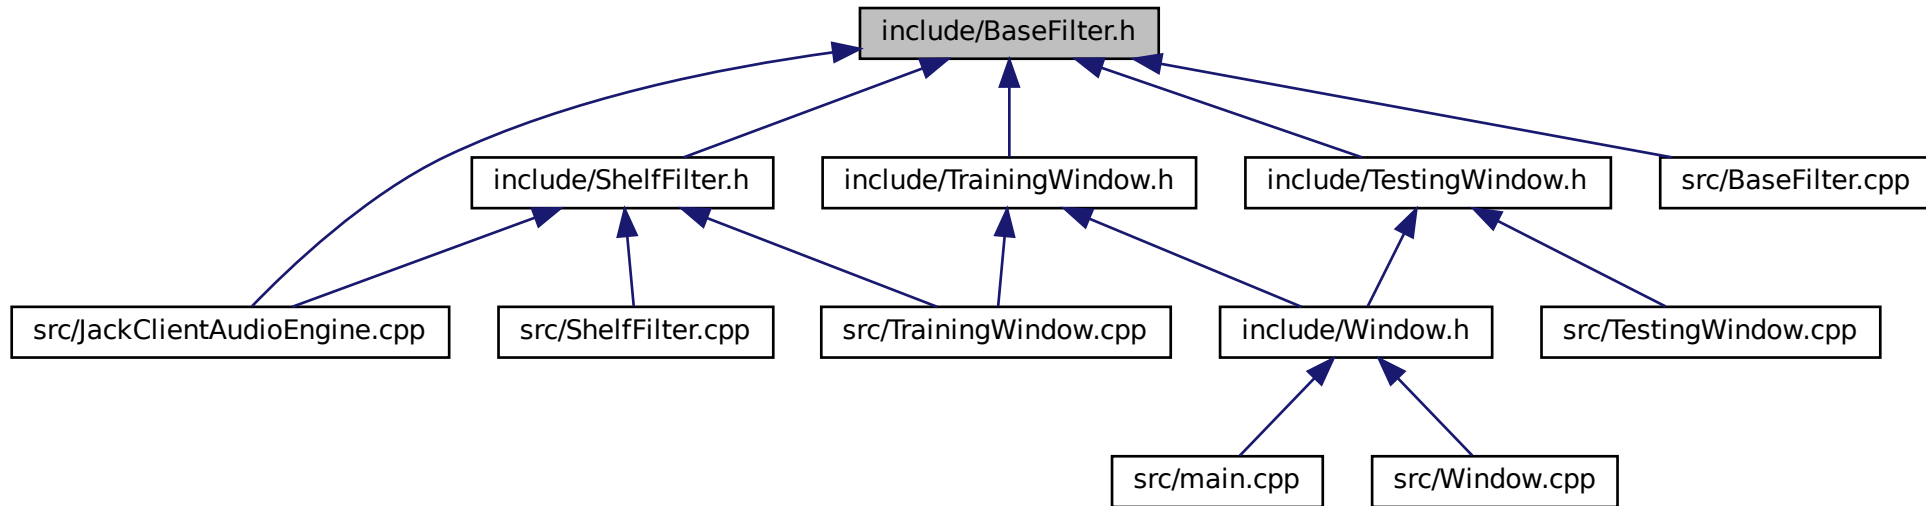 include/BaseFilter.h
include/ShelfFilter.h
include/TrainingWindow.h
include/TestingWindow.h
src/BaseFilter.cpp
src/JackClientAudioEngine.cpp
src/ShelfFilter.cpp
src/TrainingWindow.cpp
include/Window.h
src/TestingWindow.cpp
src/main.cpp
src/Window.cpp